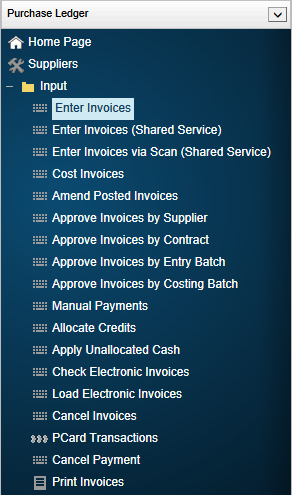 Purchase Ledger
Home Page
Suppliers
Input
Enter Invoices
Enter Invoices (Shared Service)
Enter Invoices via Scan (Shared Service)
Cost Invoices
Amend Posted Invoices
Approve Invoices by Supplier
Approve Invoices by Contract
Approve Invoices by Entry Batch
Approve Invoices by Costing Batch
Manual Payments
Allocate Credits
Apply Unallocated Cash
Check Electronic Invoices
Load Electronic Invoices
Cancel Invoices
PCard Transactions
Cancel Payment
Print Invoices